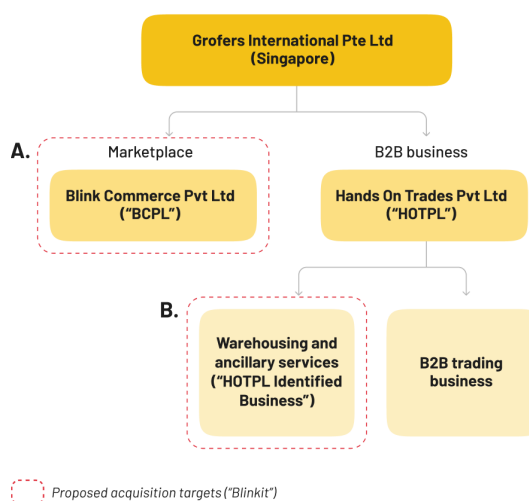 Grofers International Pte Ltd
(Singapore)
A.
Marketplace
B2B business
Blink Commerce Pvt Ltd
(“BCPL”)
Hands On Trades Pvt Ltd
(“HOTPL”)
B.
Warehousing and
ancillary services
(“HOTPL Identified
Business”)
B2B trading
business
Proposed acquisition targets (“Blinkit”)